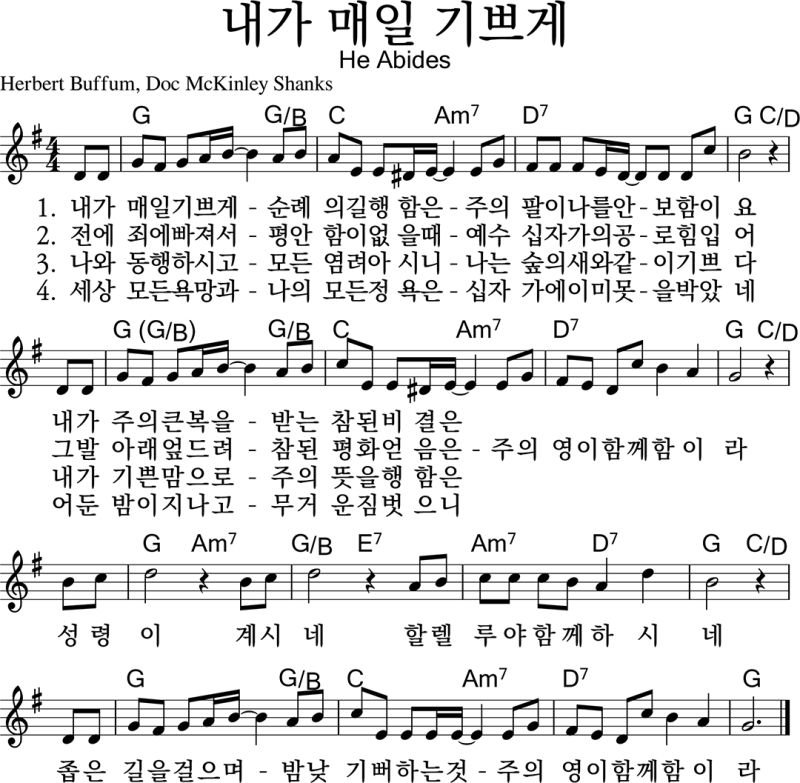 내가 매일 기쁘게
He Abides
Herbert Buffum, Doc McKinley Shanks
G G/B C Am7 D7 G C/D
1. 내가 매일기쁘게 - 순례 의길행 함은 - 주의 팔이나를안 - 보함이 요
2. 전에 죄에빠져서 - 평안 함이없 을때 - 예수 십자가의공 - 로힘입 어
3. 나와 동행하시고 - 모든 염려아 시니 - 나는 숲의새와같 - 이기쁘 다
4. 세상 모든욕망과 - 나의 모든정 욕은 - 십자 가에이미못 - 을박았 네
G (G/B) G/B C Am7 D7 G C/D
내가 주의큰복을 - 받는 참된비 결은
그발 아래엎드려 - 참된 평화얻 음은 - 주의 영이함께함 이 라
내가 기쁜맘으로 - 주의 뜻을행 함은
어둔 밤이지나고 - 무거 운짐벗 으니
G Am7 G/B E7 Am7 D7 G C/D
성 령 이 계시 네 할렐 루야함께하 시 네
G G/B C Am7 D7 G
좁은 길을걸으며 - 밤낮 기뻐하는것 - 주의 영이함께함 이 라